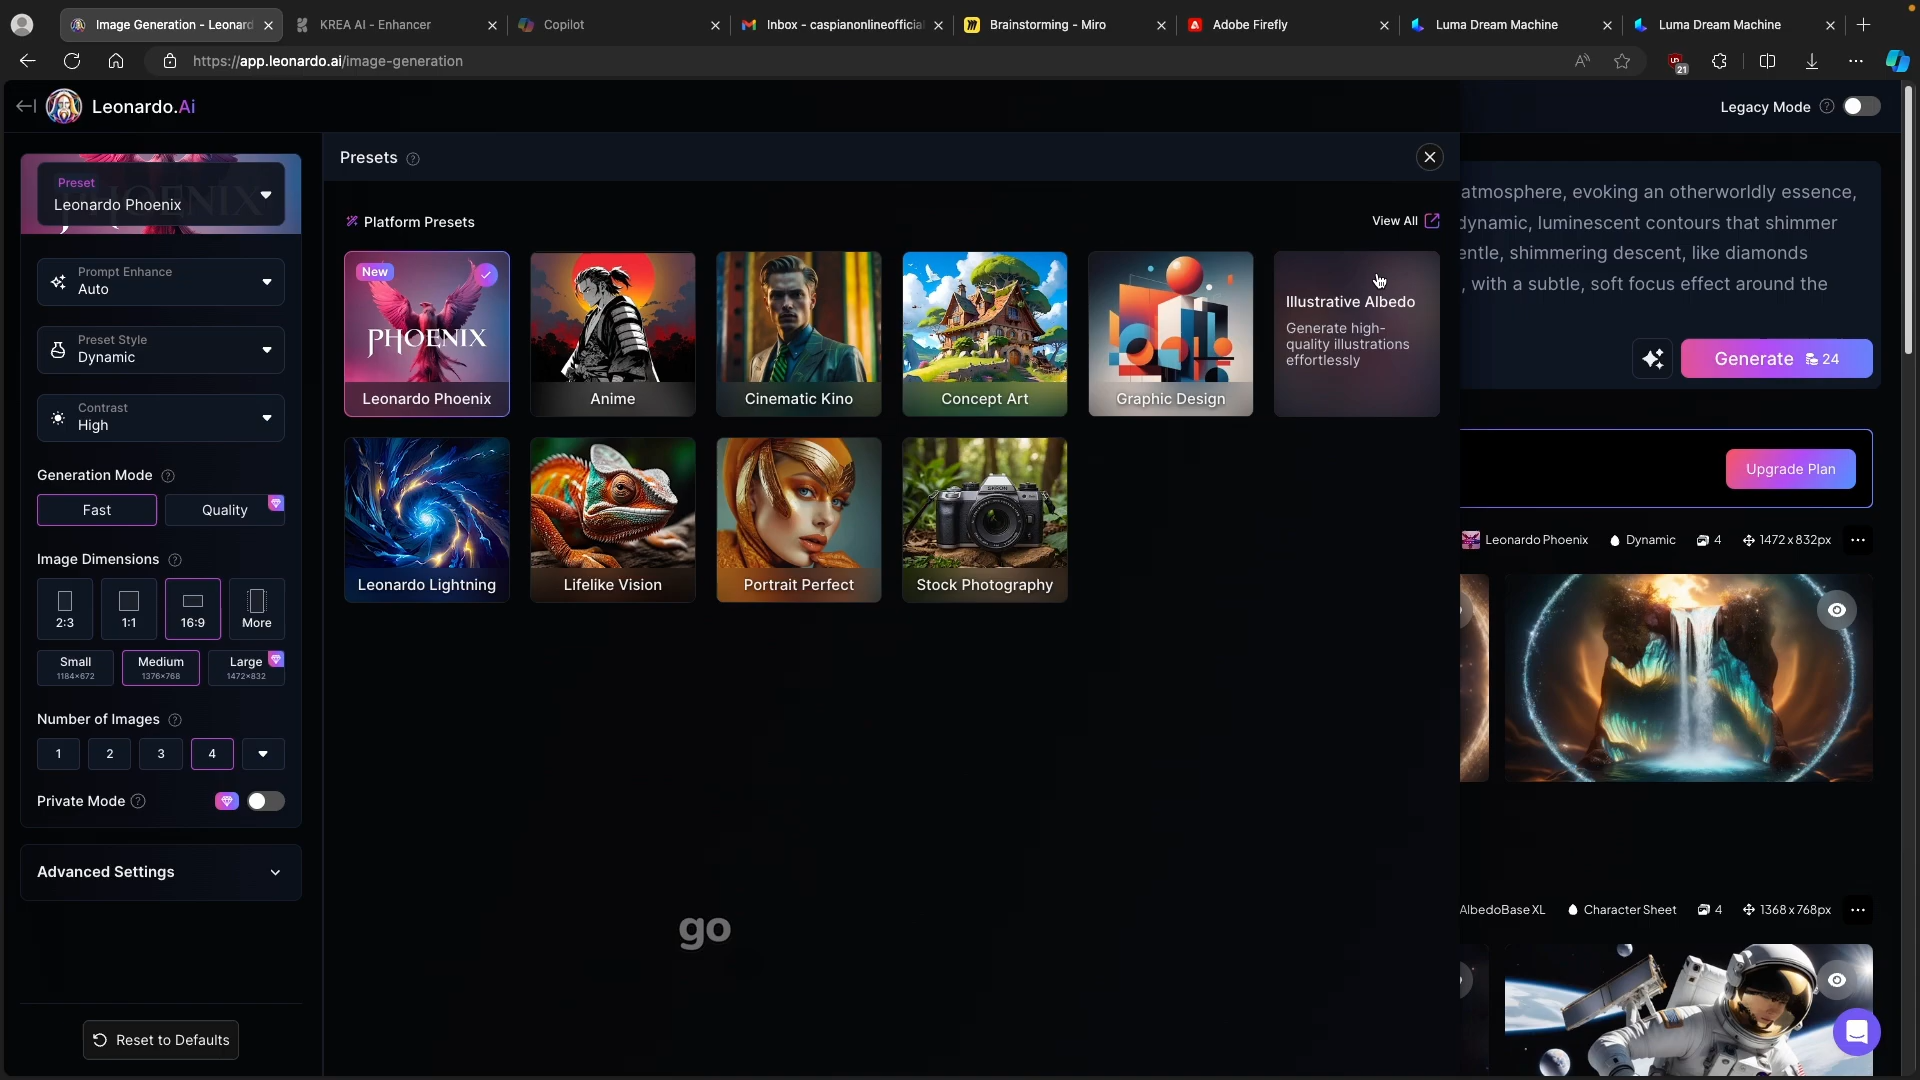 Image Generation - Leonard
KREA AI - Enhancer
Copilot
Inbox - caspianonlineofficia
Brainstorming - Miro
Adobe Firefly
Luma Dream Machine
Luma Dream Machine
https://app.leonardo.ai/image-generation
21
Leonardo.Ai
Legacy Mode
Preset
Leonardo Phoenix
Prompt Enhance
Auto
Preset Style
Dynamic
Contrast
High
Generation Mode
Fast
Quality
Image Dimensions
2:3
1:1
16:9
More
Small
1184×672
Medium
1376×768
Large
1472×832
Number of Images
1
2
3
4
Private Mode
Advanced Settings
Reset to Defaults
Presets
Platform Presets
View All
New
PHOENIX
Leonardo Phoenix
Anime
Cinematic Kino
Concept Art
Graphic Design
Illustrative Albedo
Generate high-
quality illustrations
effortlessly
Leonardo Lightning
Lifelike Vision
Portrait Perfect
Stock Photography
go
atmosphere, evoking an otherworldly essence,
dynamic, luminescent contours that shimmer
entle, shimmering descent, like diamonds
, with a subtle, soft focus effect around the
Generate 24
Upgrade Plan
Leonardo Phoenix
Dynamic
4
1472 x 832px
AlbedoBase XL
Character Sheet
4
1368 x 768px